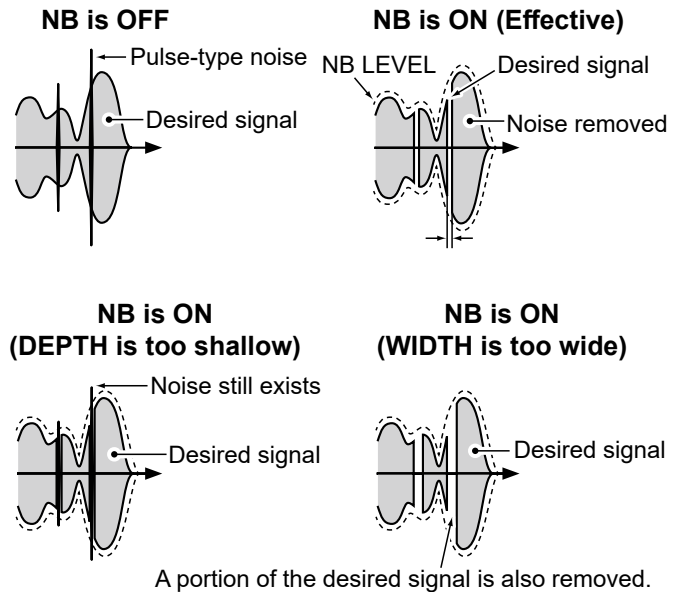 NB is OFF
Pulse-type noise
Desired signal
NB is ON (Effective)
NB LEVEL
Desired signal
Noise removed
NB is ON
(DEPTH is too shallow)
Noise still exists
Desired signal
NB is ON
(WIDTH is too wide)
Desired signal
A portion of the desired signal is also removed.